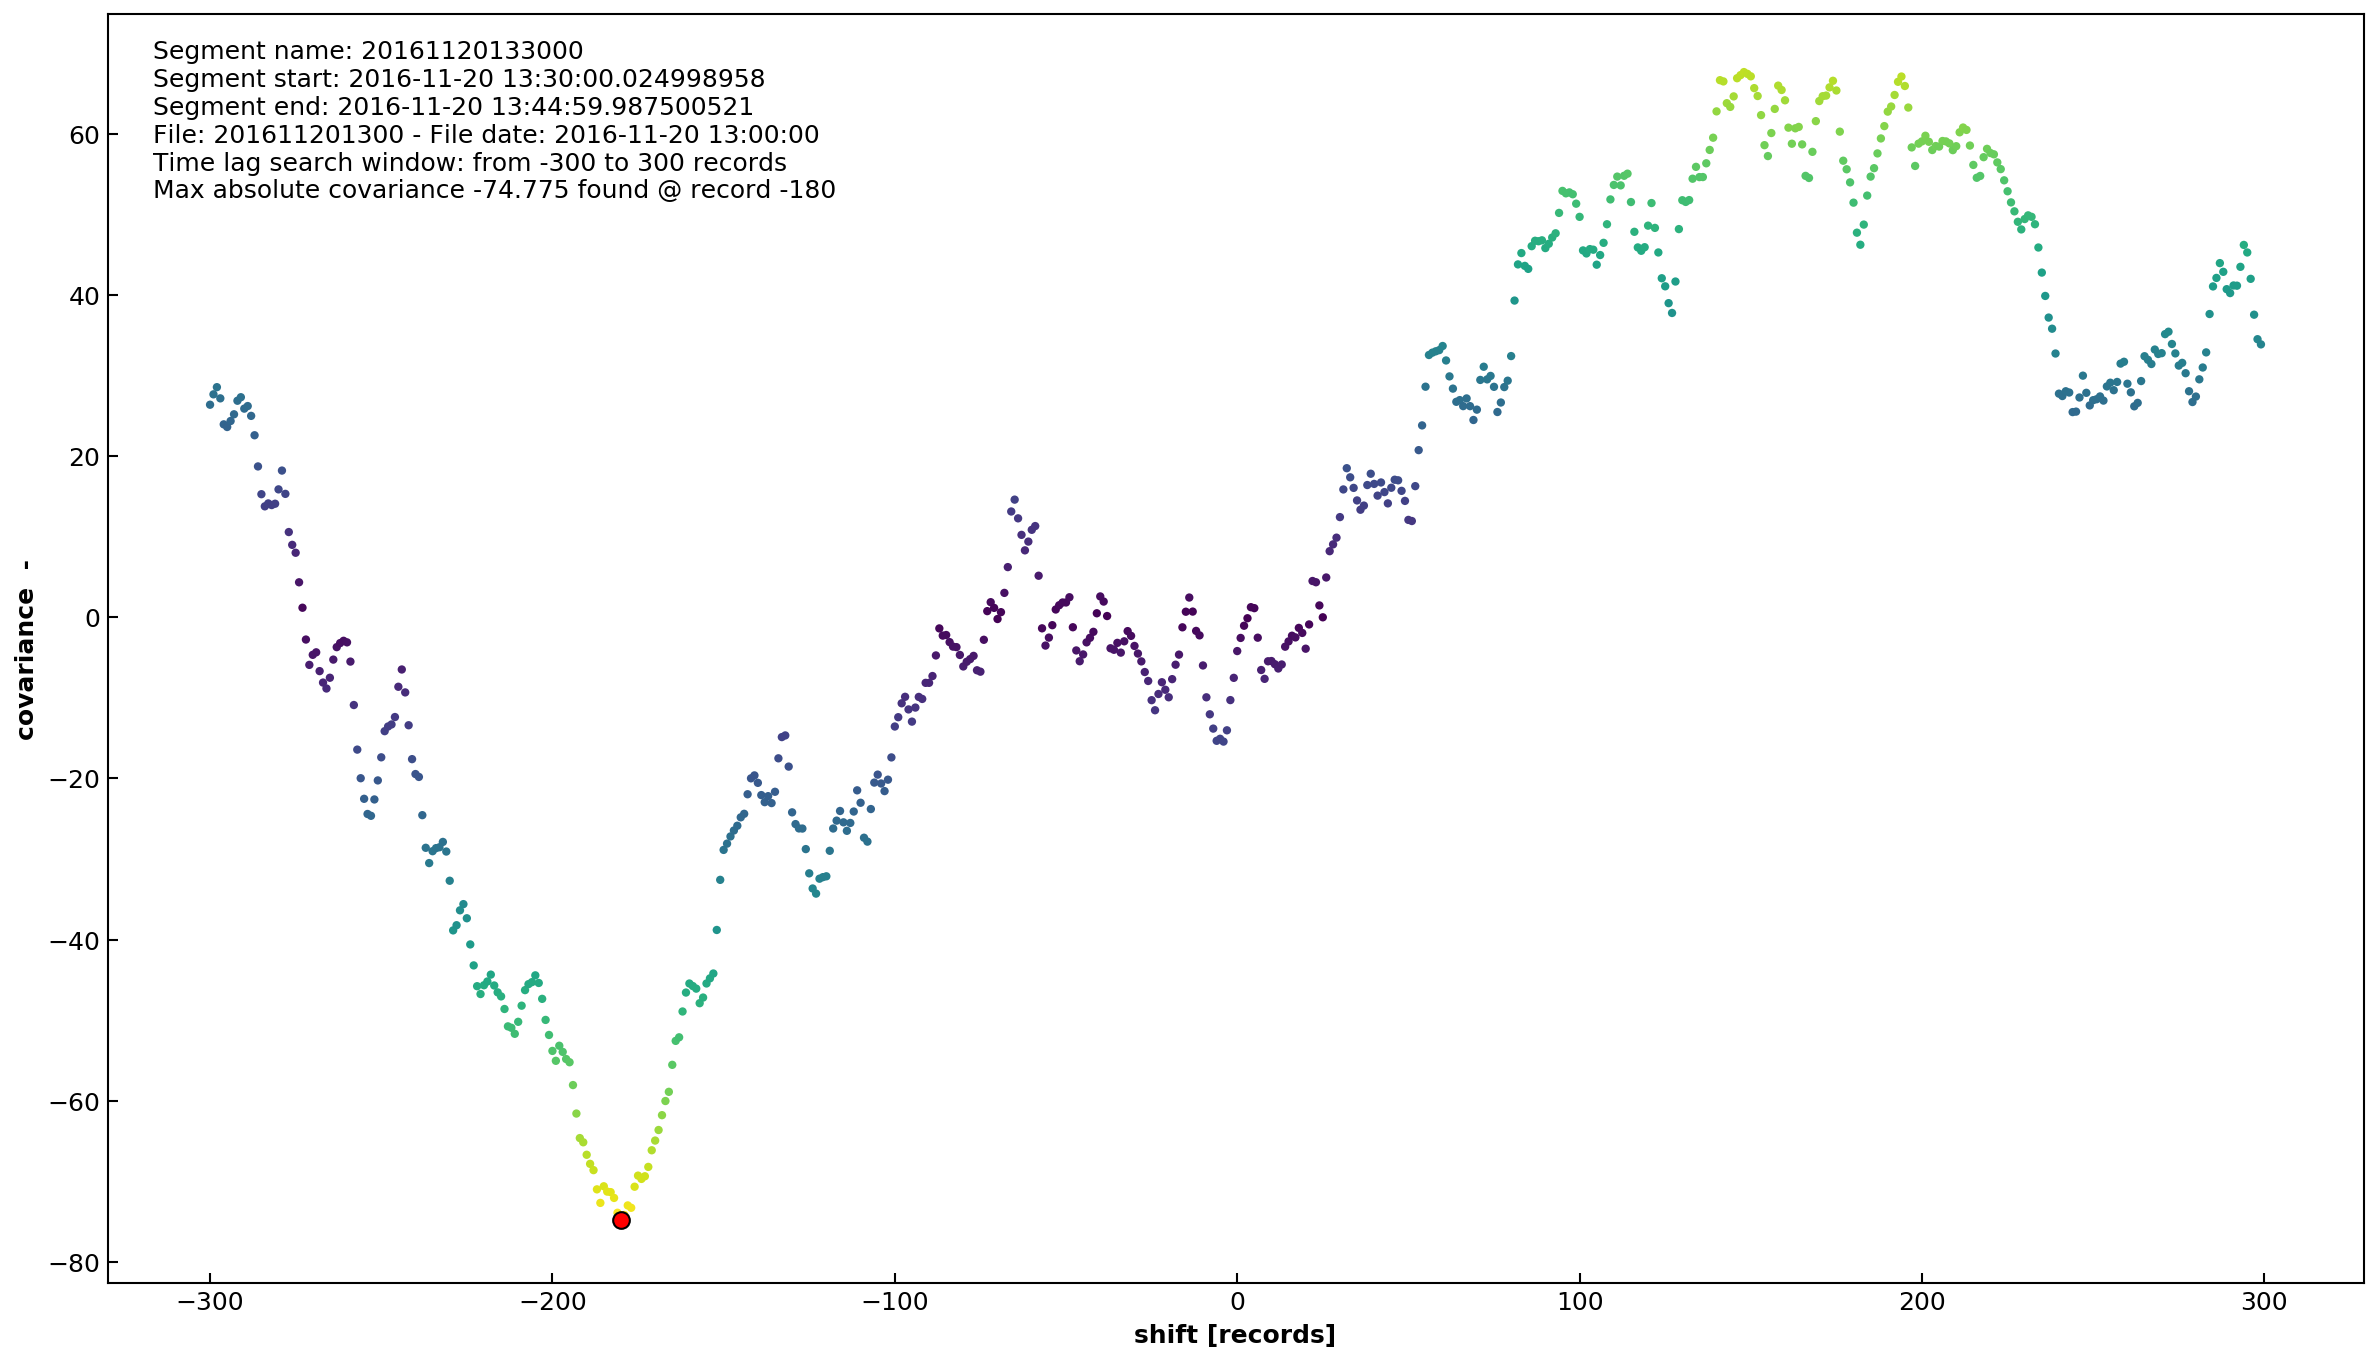 Segment name: 20161120133000
Segment start: 2016-11-20 13:30:00.024998958
Segment end: 2016-11-20 13:44:59.987500521
File: 201611201300 - File date: 2016-11-20 13:00:00
Time lag search window: from -300 to 300 records
Max absolute covariance -74.775 found @ record -180
60
40
20
0
−20
−40
−60
−80
covariance -
−300 −200 −100 0 100 200 300
shift [records]